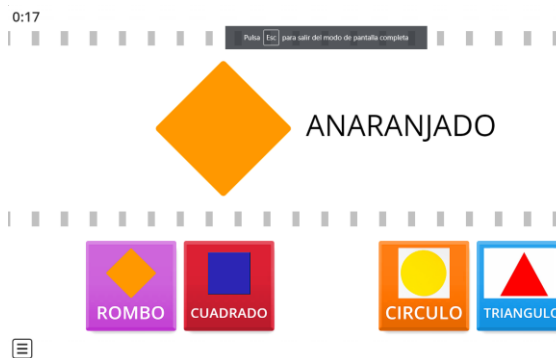 0:17
Pulsa Esc para salir del modo de pantalla completa
ANARANJADO
ROMBO
CUADRADO
CIRCULO
TRIANGULO